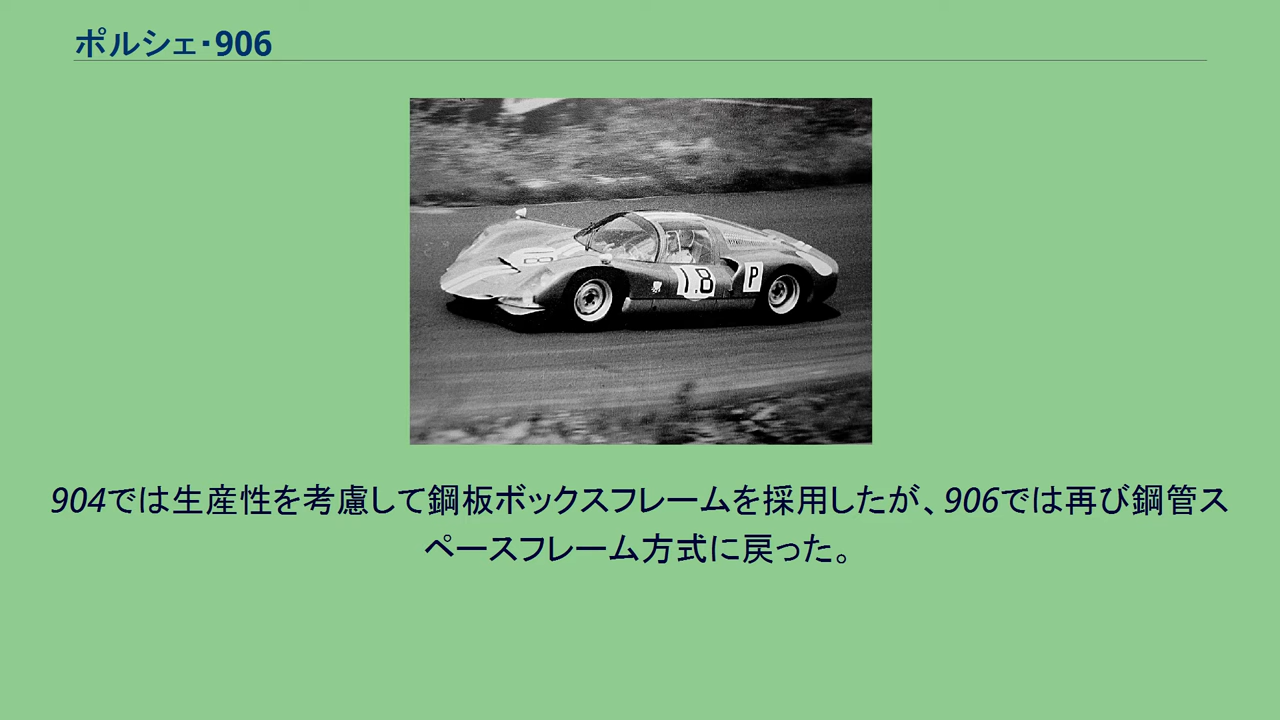 ポルシェ・906
18
18
P
904では生産性を考慮して鋼板ボックスフレームを採用したが、906では再び鋼管ス
ペースフレーム方式に戻った。